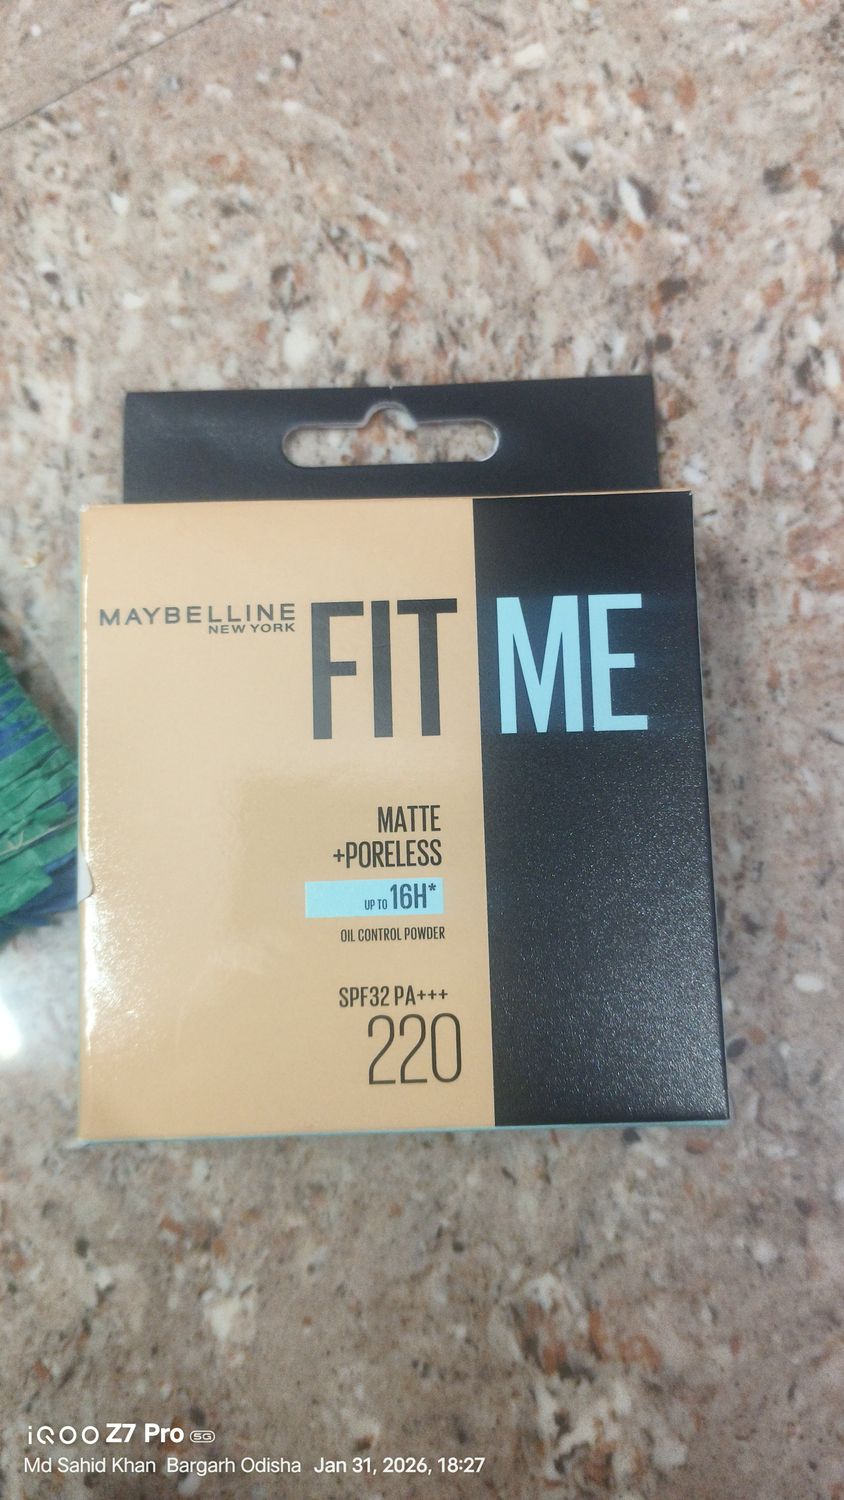 MAYBELLINE
NEW YORK
FIT ME
MATTE
+PORELESS
UP TO 16H*
OIL CONTROL POWDER
SPF32 PA+++
220
iQOO Z7 Pro 5G
Md Sahid Khan Bargarh Odisha Jan 31, 2026, 18:27